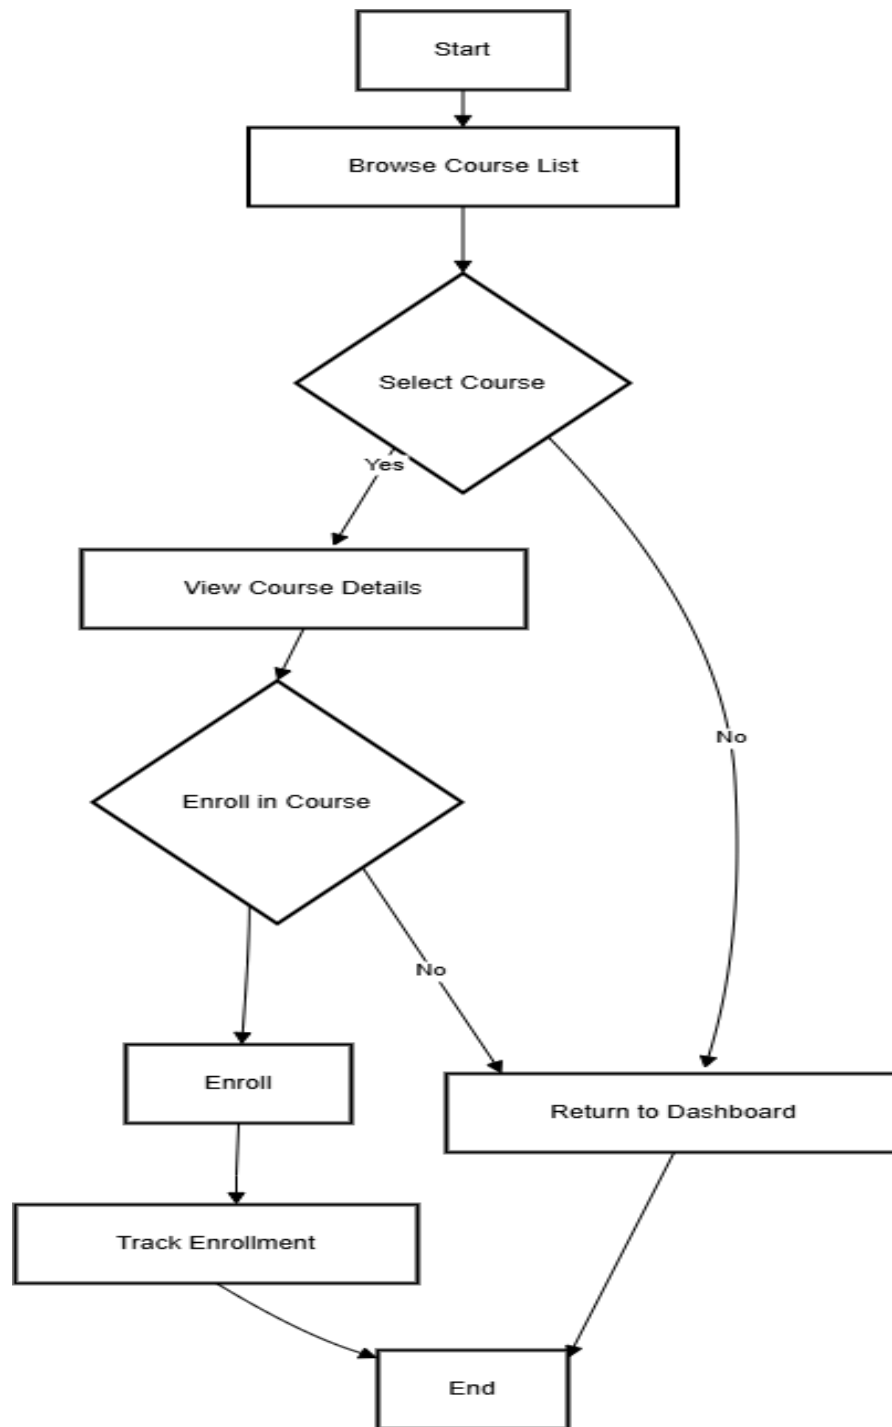 Start
Browse Course List
Select Course
Yes
View Course Details
No
Enroll in Course
No
Enroll
Return to Dashboard
Track Enrollment
End